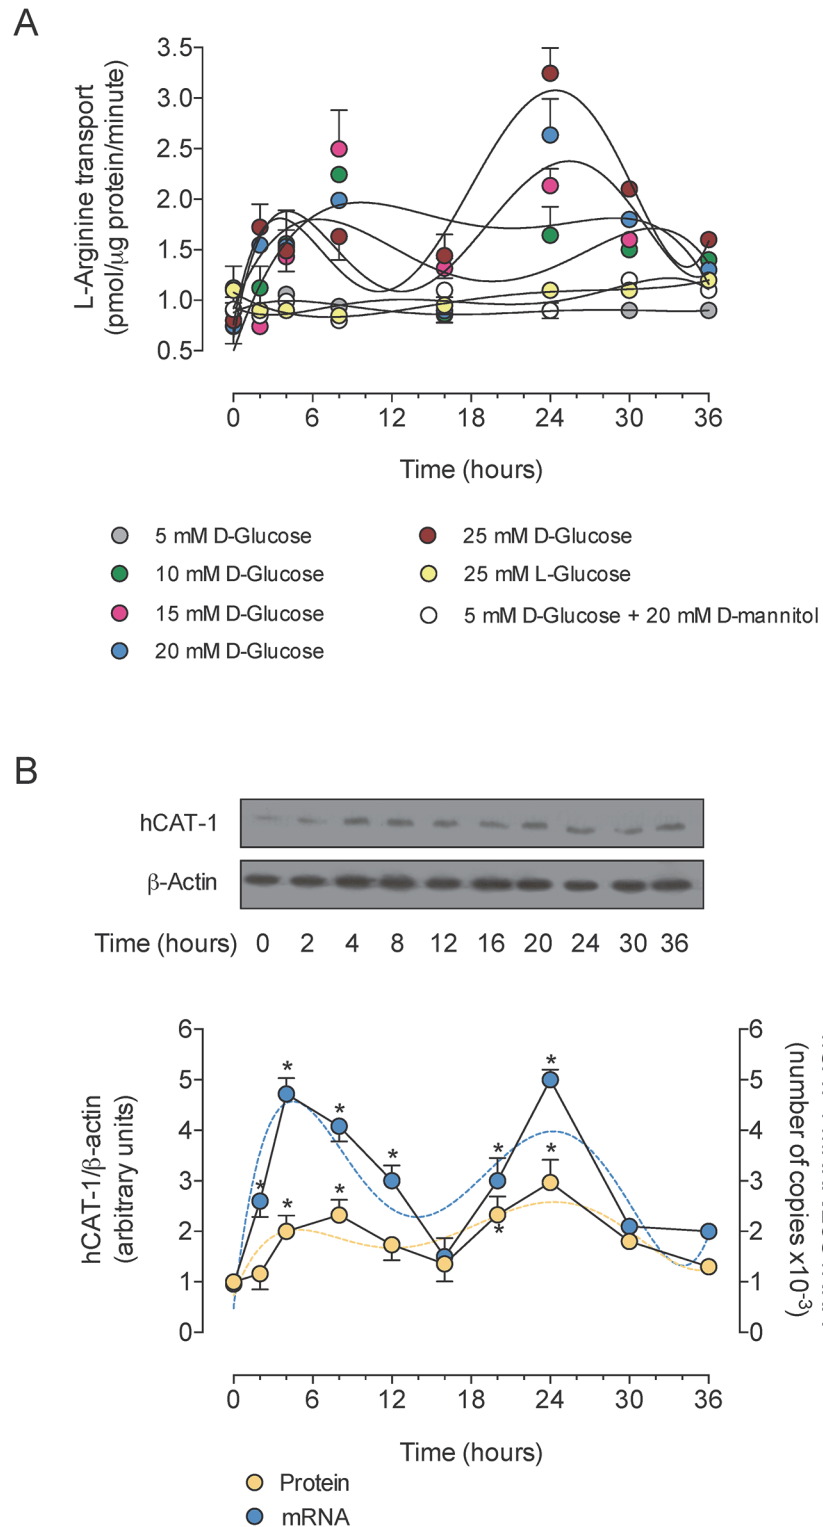 A
3.5
3.0
2.5
2.0
1.5
1.0
0.5
L-Arginine transport
(pmol/μg protein/minute)
0 6 12 18 24 30 36
Time (hours)
5 mM D-Glucose
10 mM D-Glucose
15 mM D-Glucose
20 mM D-Glucose
25 mM D-Glucose
25 mM L-Glucose
5 mM D-Glucose + 20 mM D-mannitol
B
hCAT-1
β-Actin
Time (hours) 0 2 4 8 12 16 20 24 30 36
6
5
4
3
2
1
0
hCAT-1/β-actin
(arbitrary units)
* * * * * *
* * * *
6
5
4
3
2
1
0
(number of copies x10-3)
0 6 12 18 24 30 36
Time (hours)
Protein
mRNA